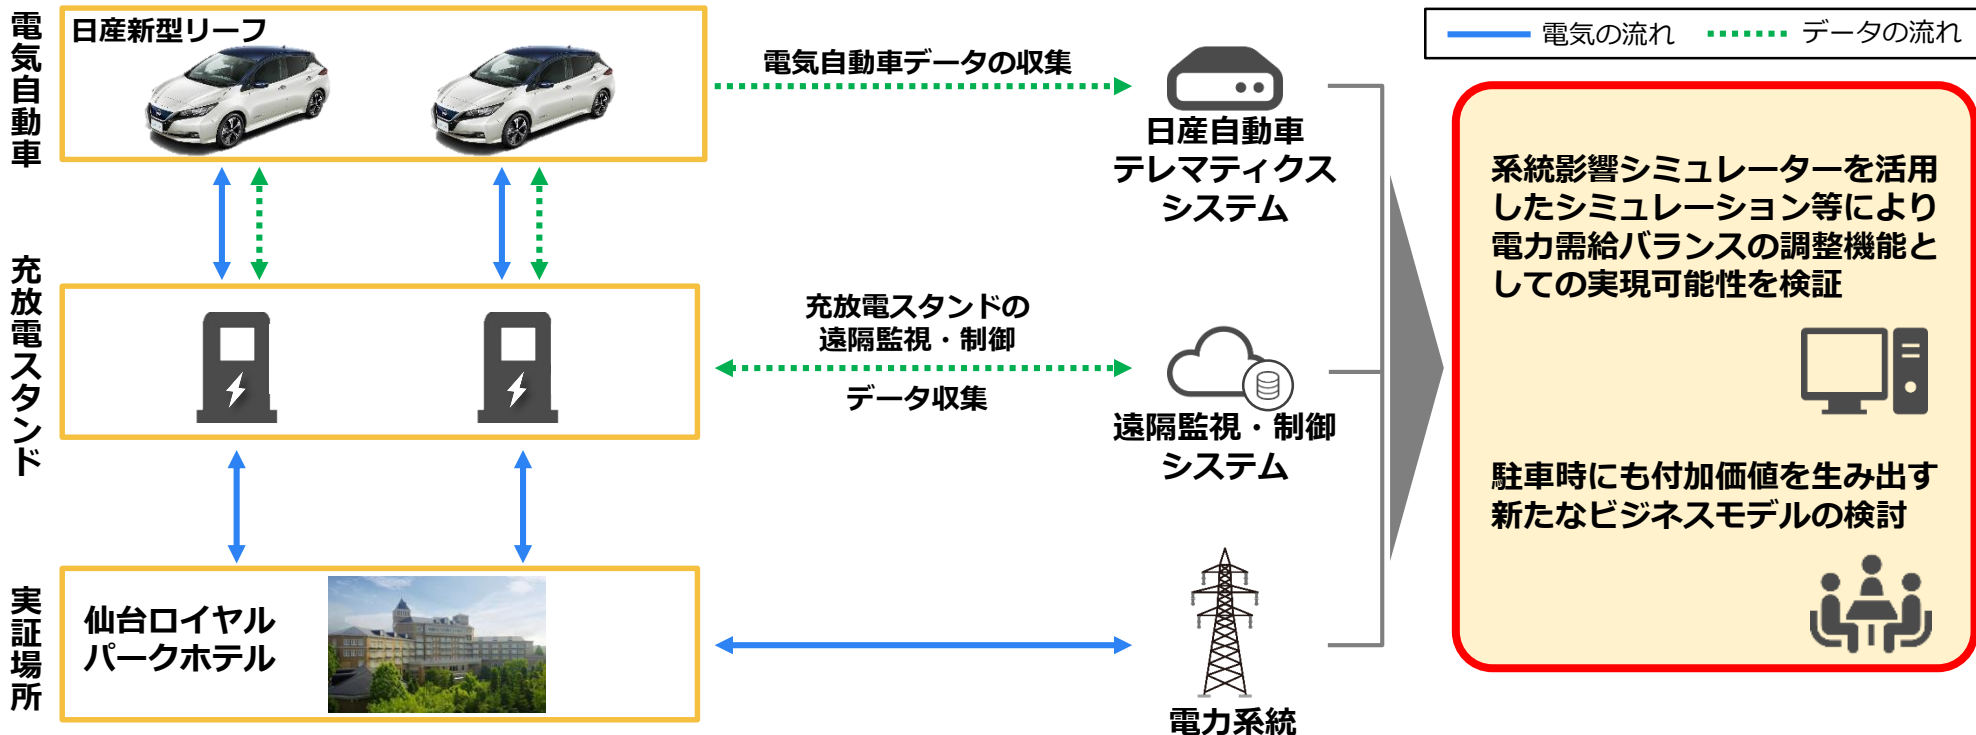 電気自動車
日産新型リーフ
電気自動車データの収集
日産自動車
テレマティクス
システム
電気の流れ
データの流れ
充放電スタンド
充放電スタンドの
遠隔監視・制御
データ収集
遠隔監視・制御
システム
実証場所
仙台ロイヤル
パークホテル
電力系統
系統影響シミュレーターを活用
したシミュレーション等により
電力需給バランスの調整機能と
しての実現可能性を検証
駐車時にも付加価値を生み出す
新たなビジネスモデルの検討